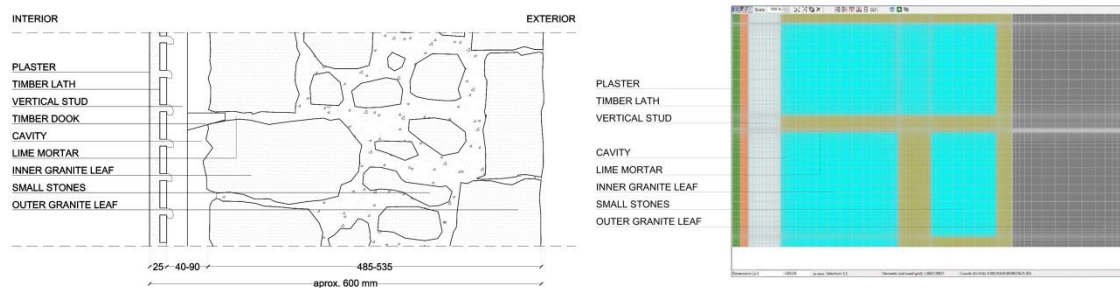 INTERIOR
EXTERIOR
PLASTER
TIMBER LATH
VERTICAL STUD
TIMBER DOOK
CAVITY
LIME MORTAR
INNER GRANITE LEAF
SMALL STONES
OUTER GRANITE LEAF
25
40-90
485-535
aprox. 600 mm
Scale
PLASTER
TIMBER LATH
VERTICAL STUD
CAVITY
LIME MORTAR
INNER GRANITE LEAF
SMALL STONES
OUTER GRANITE LEAF